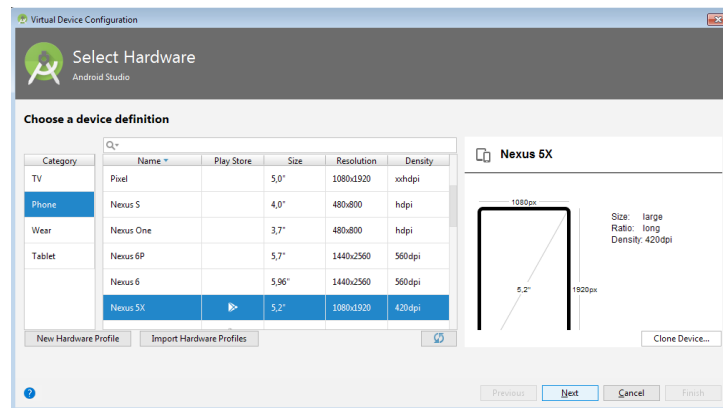 Virtual Device Configuration
Select Hardware
Android Studio
Choose a device definition
Category
TV
Phone
Wear
Tablet
Name Play Store Size Resolution Density
Pixel 5,0" 1080x1920 xxhdpi
Nexus S 4,0" 480x800 hdpi
Nexus One 3,7" 480x800 hdpi
Nexus 6P 5,7" 1440x2560 560dpi
Nexus 6 5,96" 1440x2560 560dpi
Nexus 5X 5,2" 1080x1920 420dpi
New Hardware Profile Import Hardware Profiles
Nexus 5X
1080px
5,2"
1920px
Size: large
Ratio: long
Density: 420dpi
Clone Device...
? Previous Next Cancel Finish